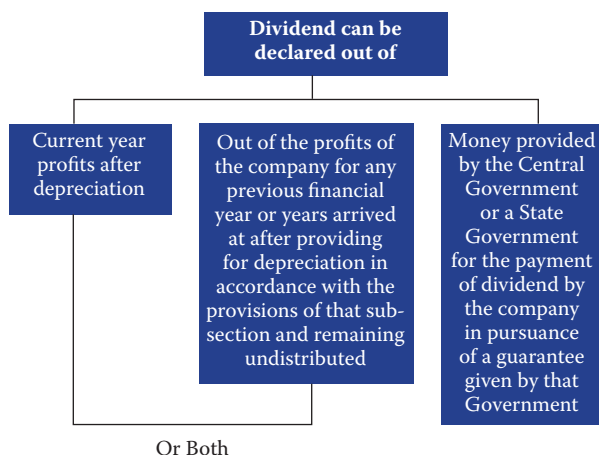 Dividend can be
declared out of
Current year
profits after
depreciation
Out of the profits of
the company for any
previous financial
year or years arrived
at after providing
for depreciation in
accordance with the
provisions of that sub-
section and remaining
undistributed
Money provided
by the Central
Government
or a State
Government
for the payment
of dividend by
the company
in pursuance
of a guarantee
given by that
Government
Or Both